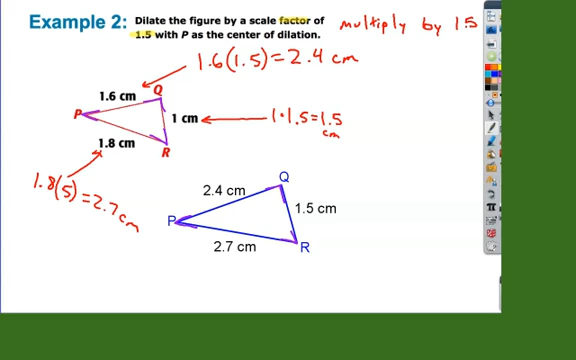 Example 2: Dilate the figure by a scale factor of multiply by 1.5
1.5 with P as the center of dilation.
1.6(1.5)=2.4 cm
1.6 cm Q
P 1 cm 1·1.5=1.5
cm
1.8 cm R
1.8(5)=2.7cm
Q
2.4 cm
1.5 cm
P
2.7 cm R